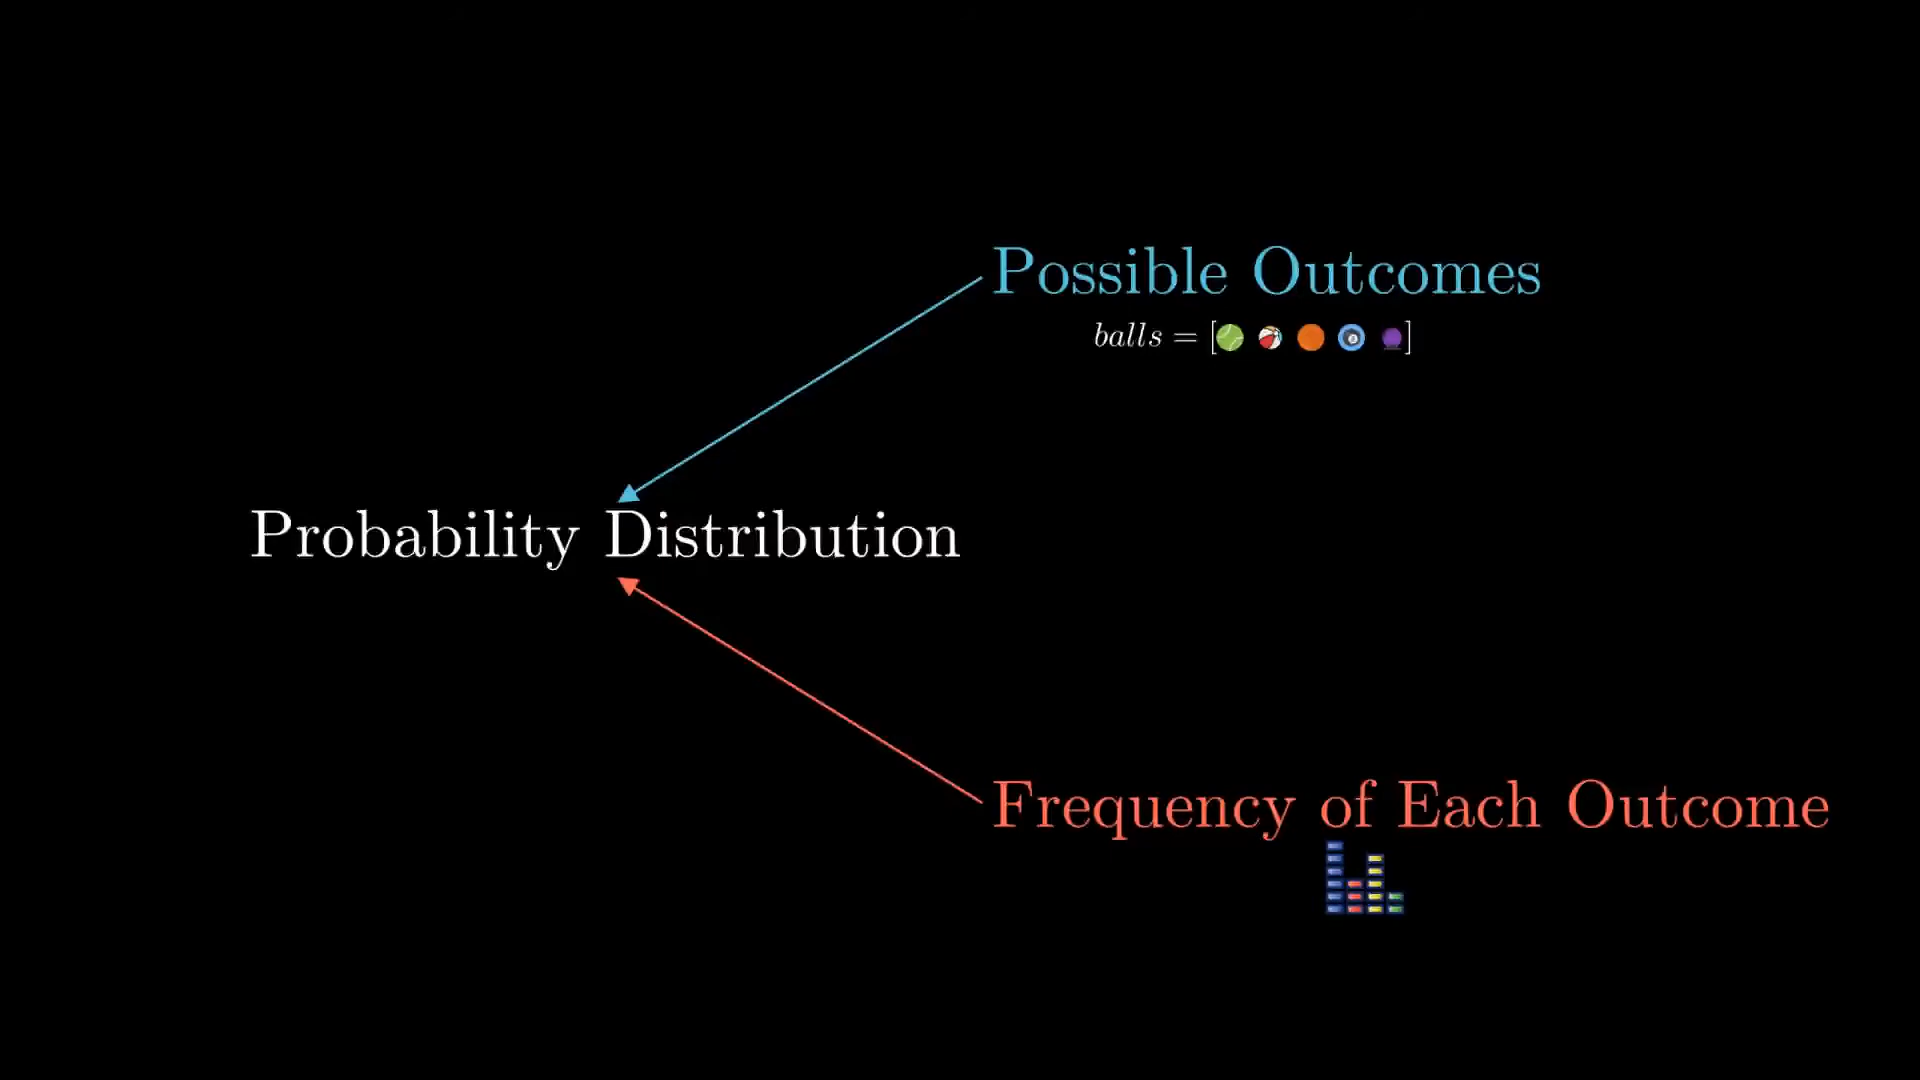 Possible Outcomes
balls = [ ]
Probability Distribution
Frequency of Each Outcome